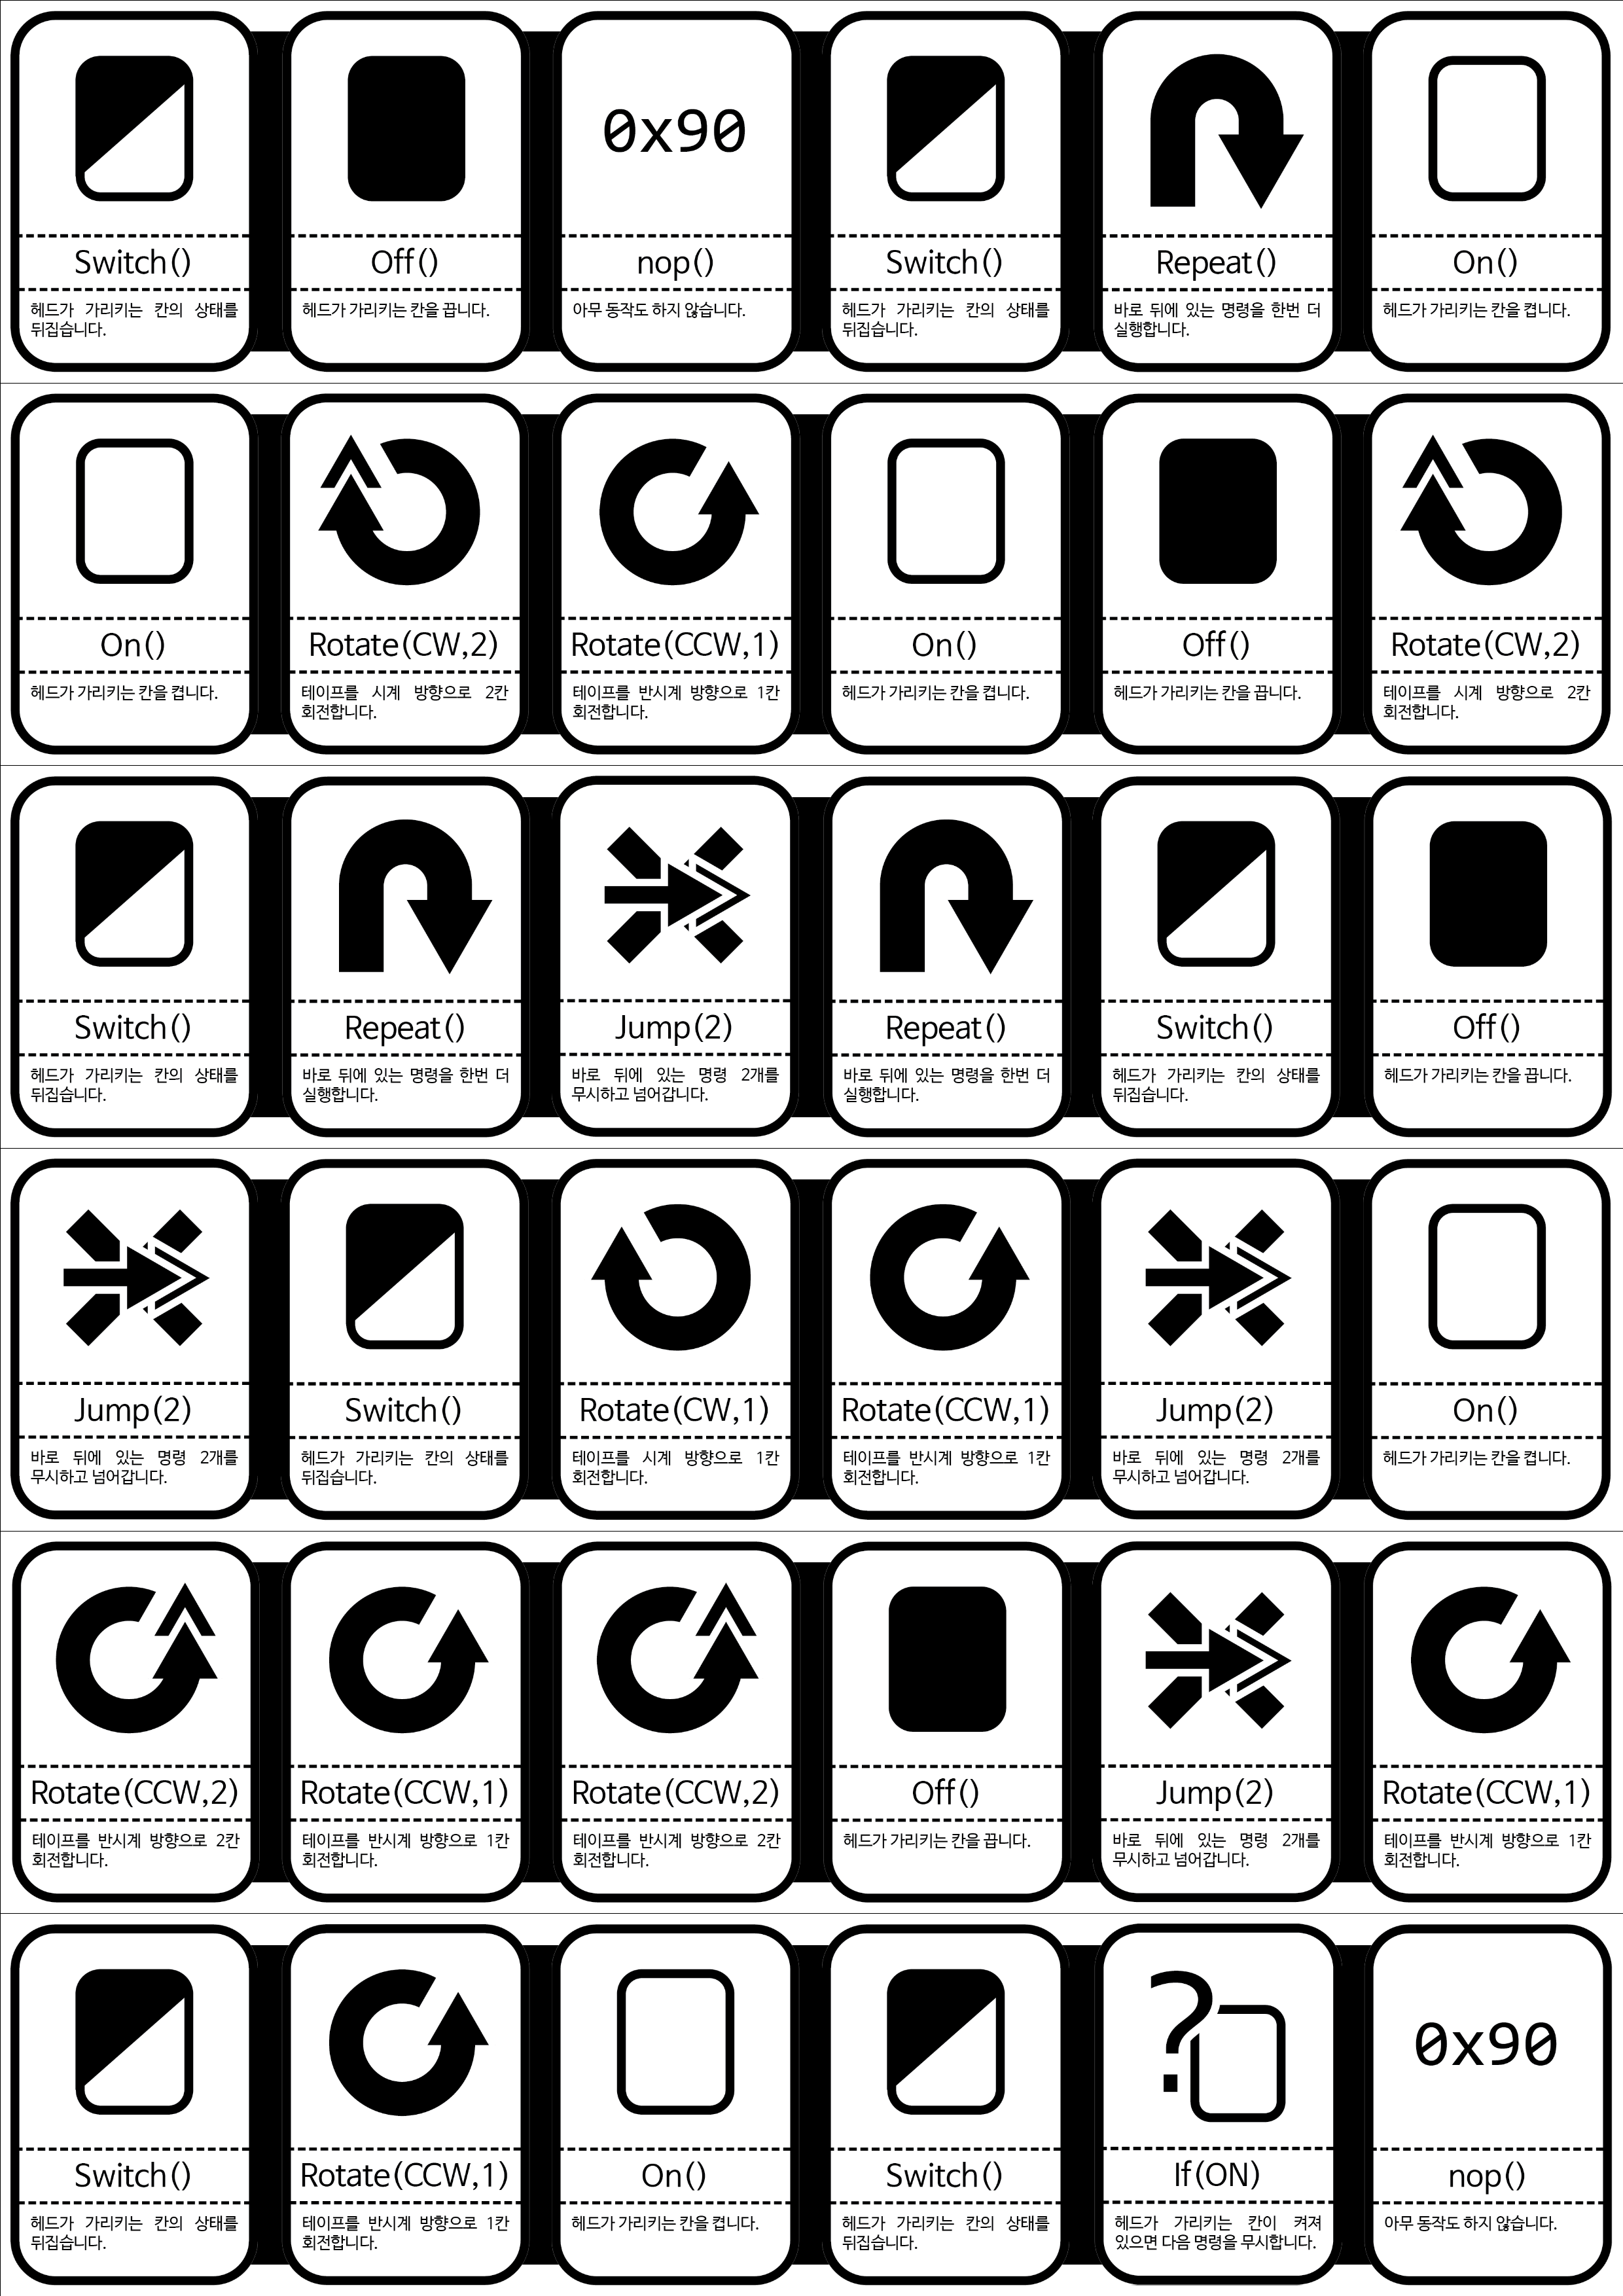 0x90
Switch()
Off()
nop()
Switch()
Repeat()
On()
헤드가 가리키는 칸의 상태를
뒤집습니다.
헤드가 가리키는 칸을 끕니다.
아무 동작도 하지 않습니다.
헤드가 가리키는 칸의 상태를
뒤집습니다.
바로 뒤에 있는 명령을 한번 더
실행합니다.
헤드가 가리키는 칸을 켭니다.
On()
Rotate(CW,2)
Rotate(CCW,1)
On()
Off()
Rotate(CW,2)
헤드가 가리키는 칸을 켭니다.
테이프를 시계 방향으로 2칸
회전합니다.
테이프를 반시계 방향으로 1칸
회전합니다.
헤드가 가리키는 칸을 켭니다.
헤드가 가리키는 칸을 끕니다.
테이프를 시계 방향으로 2칸
회전합니다.
Switch()
Repeat()
Jump(2)
Repeat()
Switch()
Off()
헤드가 가리키는 칸의 상태를
뒤집습니다.
바로 뒤에 있는 명령을 한번 더
실행합니다.
바로 뒤에 있는 명령 2개를
무시하고 넘어갑니다.
바로 뒤에 있는 명령을 한번 더
실행합니다.
헤드가 가리키는 칸의 상태를
뒤집습니다.
헤드가 가리키는 칸을 끕니다.
Jump(2)
Switch()
Rotate(CW,1)
Rotate(CCW,1)
Jump(2)
On()
바로 뒤에 있는 명령 2개를
무시하고 넘어갑니다.
헤드가 가리키는 칸의 상태를
뒤집습니다.
테이프를 시계 방향으로 1칸
회전합니다.
테이프를 반시계 방향으로 1칸
회전합니다.
바로 뒤에 있는 명령 2개를
무시하고 넘어갑니다.
헤드가 가리키는 칸을 켭니다.
Rotate(CCW,2)
Rotate(CCW,1)
Rotate(CCW,2)
Off()
Jump(2)
Rotate(CCW,1)
테이프를 반시계 방향으로 2칸
회전합니다.
테이프를 반시계 방향으로 1칸
회전합니다.
테이프를 반시계 방향으로 2칸
회전합니다.
헤드가 가리키는 칸을 끕니다.
바로 뒤에 있는 명령 2개를
무시하고 넘어갑니다.
테이프를 반시계 방향으로 1칸
회전합니다.
?
0x90
Switch()
Rotate(CCW,1)
On()
Switch()
If(ON)
nop()
헤드가 가리키는 칸의 상태를
뒤집습니다.
테이프를 반시계 방향으로 1칸
회전합니다.
헤드가 가리키는 칸을 켭니다.
헤드가 가리키는 칸의 상태를
뒤집습니다.
헤드가 가리키는 칸이 켜져
있으면 다음 명령을 무시합니다.
아무 동작도 하지 않습니다.